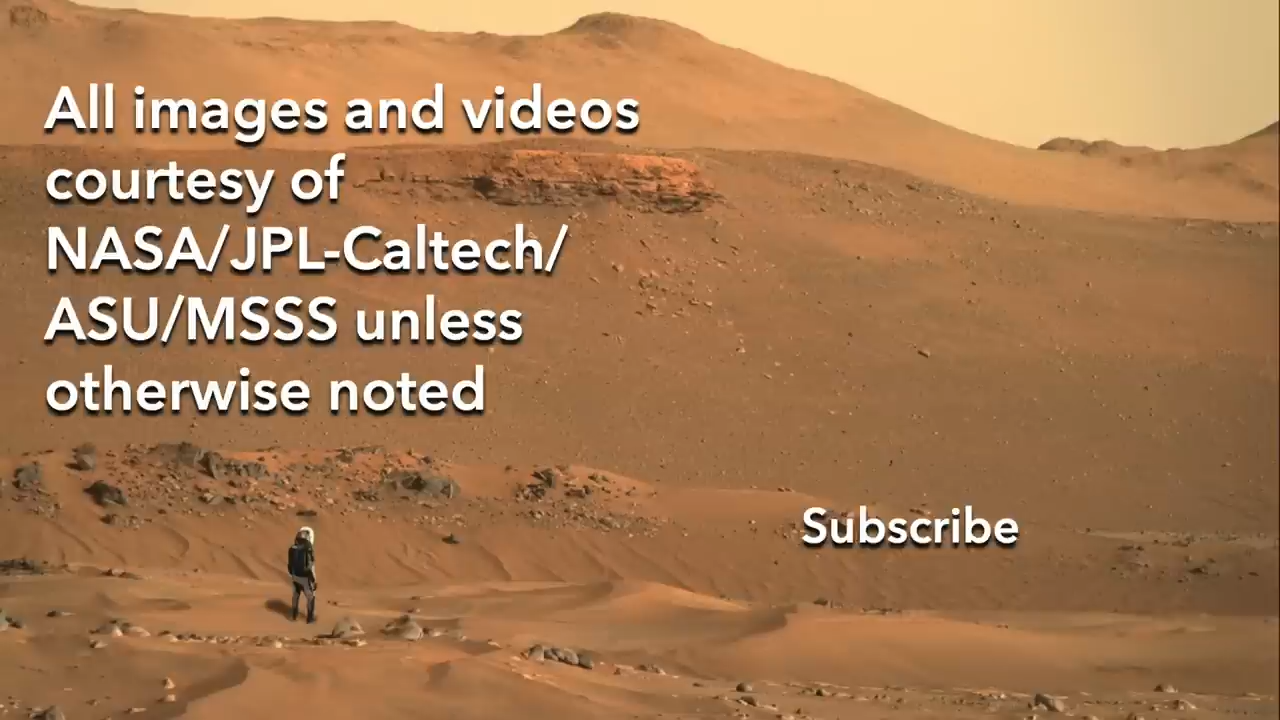 All images and videos
courtesy of
NASA/JPL-Caltech/
ASU/MSSS unless
otherwise noted
Subscribe